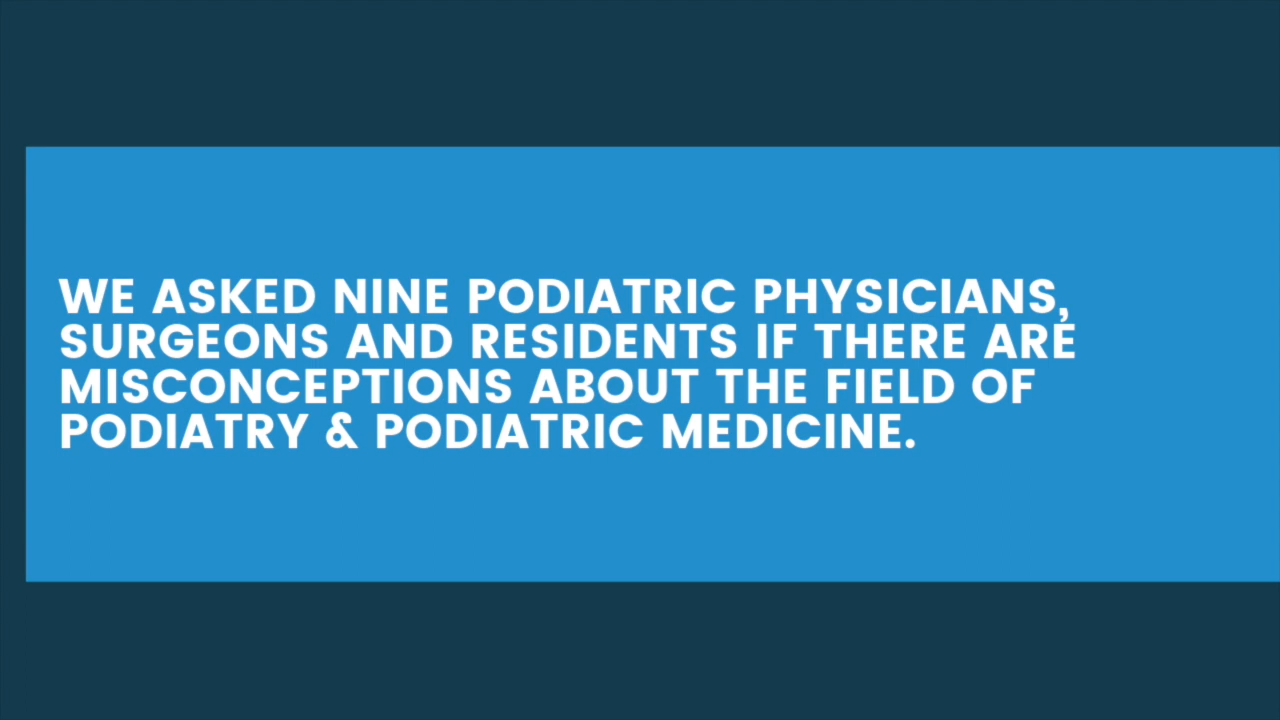 WE ASKED NINE PODIATRIC PHYSICIANS,
SURGEONS AND RESIDENTS IF THERE ARE
MISCONCEPTIONS ABOUT THE FIELD OF
PODIATRY & PODIATRIC MEDICINE.